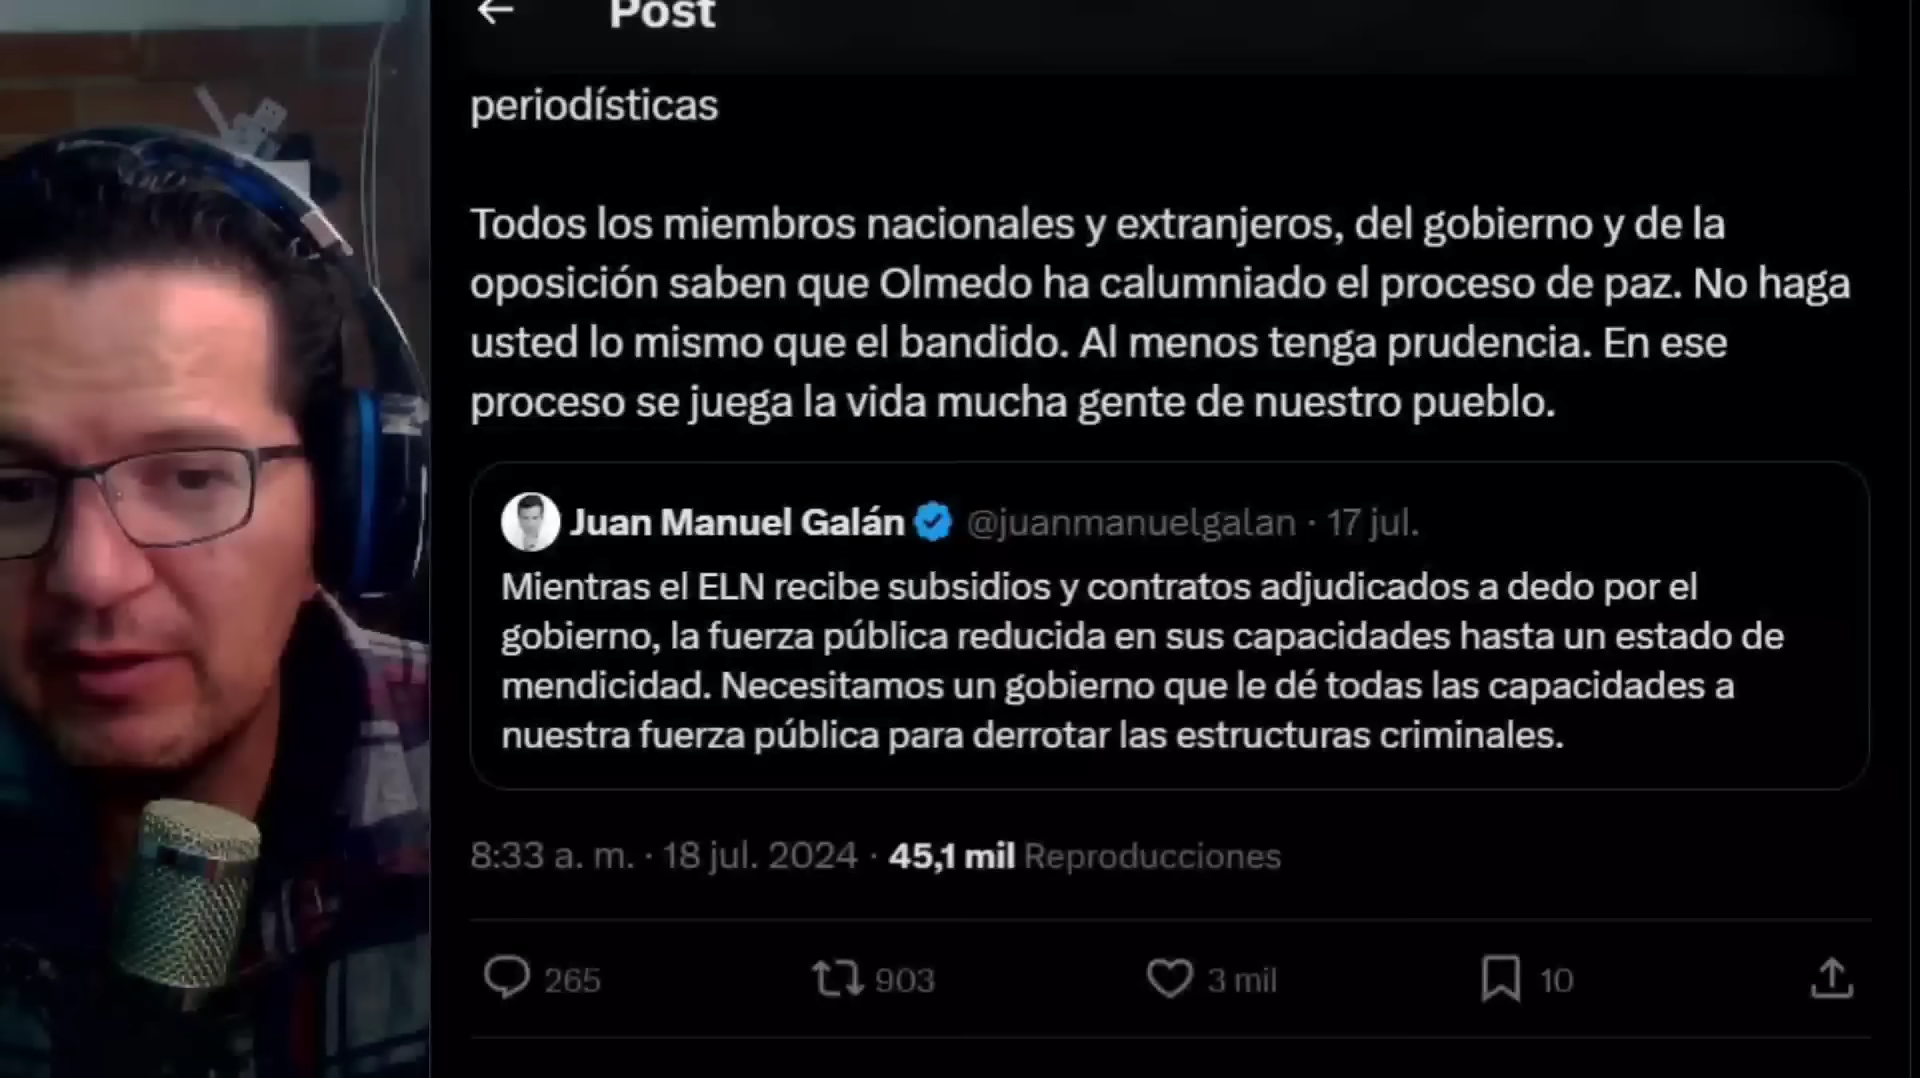 Post
periodísticas
Todos los miembros nacionales y extranjeros, del gobierno y de la
oposición saben que Olmedo ha calumniado el proceso de paz. No haga
usted lo mismo que el bandido. Al menos tenga prudencia. En ese
proceso se juega la vida mucha gente de nuestro pueblo.
Juan Manuel Galán @juanmanuelgalan · 17 jul.
Mientras el ELN recibe subsidios y contratos adjudicados a dedo por el
gobierno, la fuerza pública reducida en sus capacidades hasta un estado de
mendicidad. Necesitamos un gobierno que le dé todas las capacidades a
nuestra fuerza pública para derrotar las estructuras criminales.
8:33 a. m. · 18 jul. 2024 · 45,1 mil Reproducciones
265 903 3 mil 10